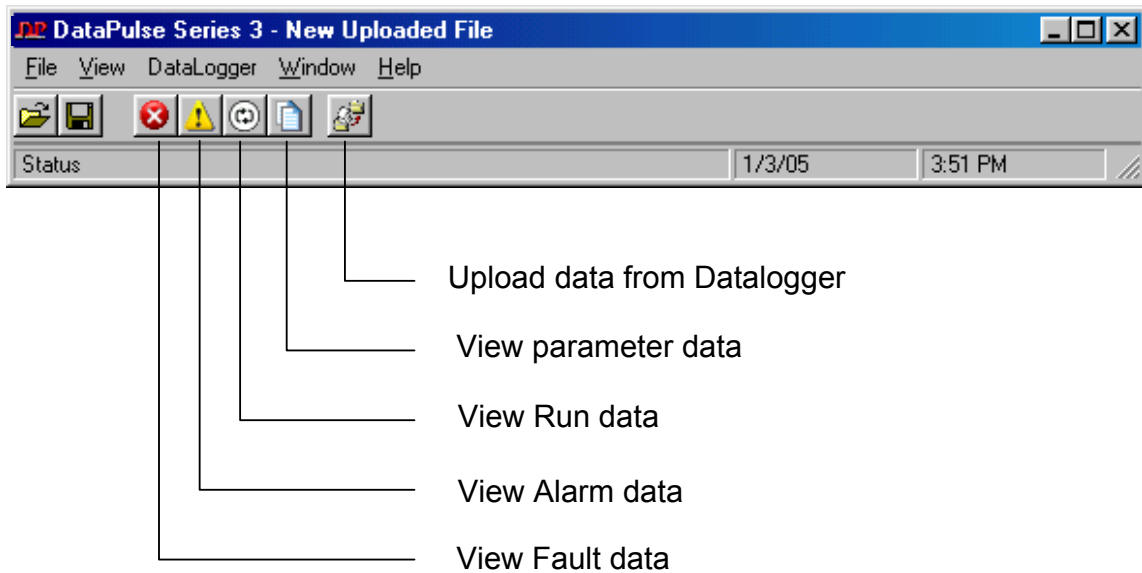 DP DataPulse Series 3 - New Uploaded File
File View DataLogger Window Help
Status 1/3/05 3:51 PM
Upload data from Datalogger
View parameter data
View Run data
View Alarm data
View Fault data